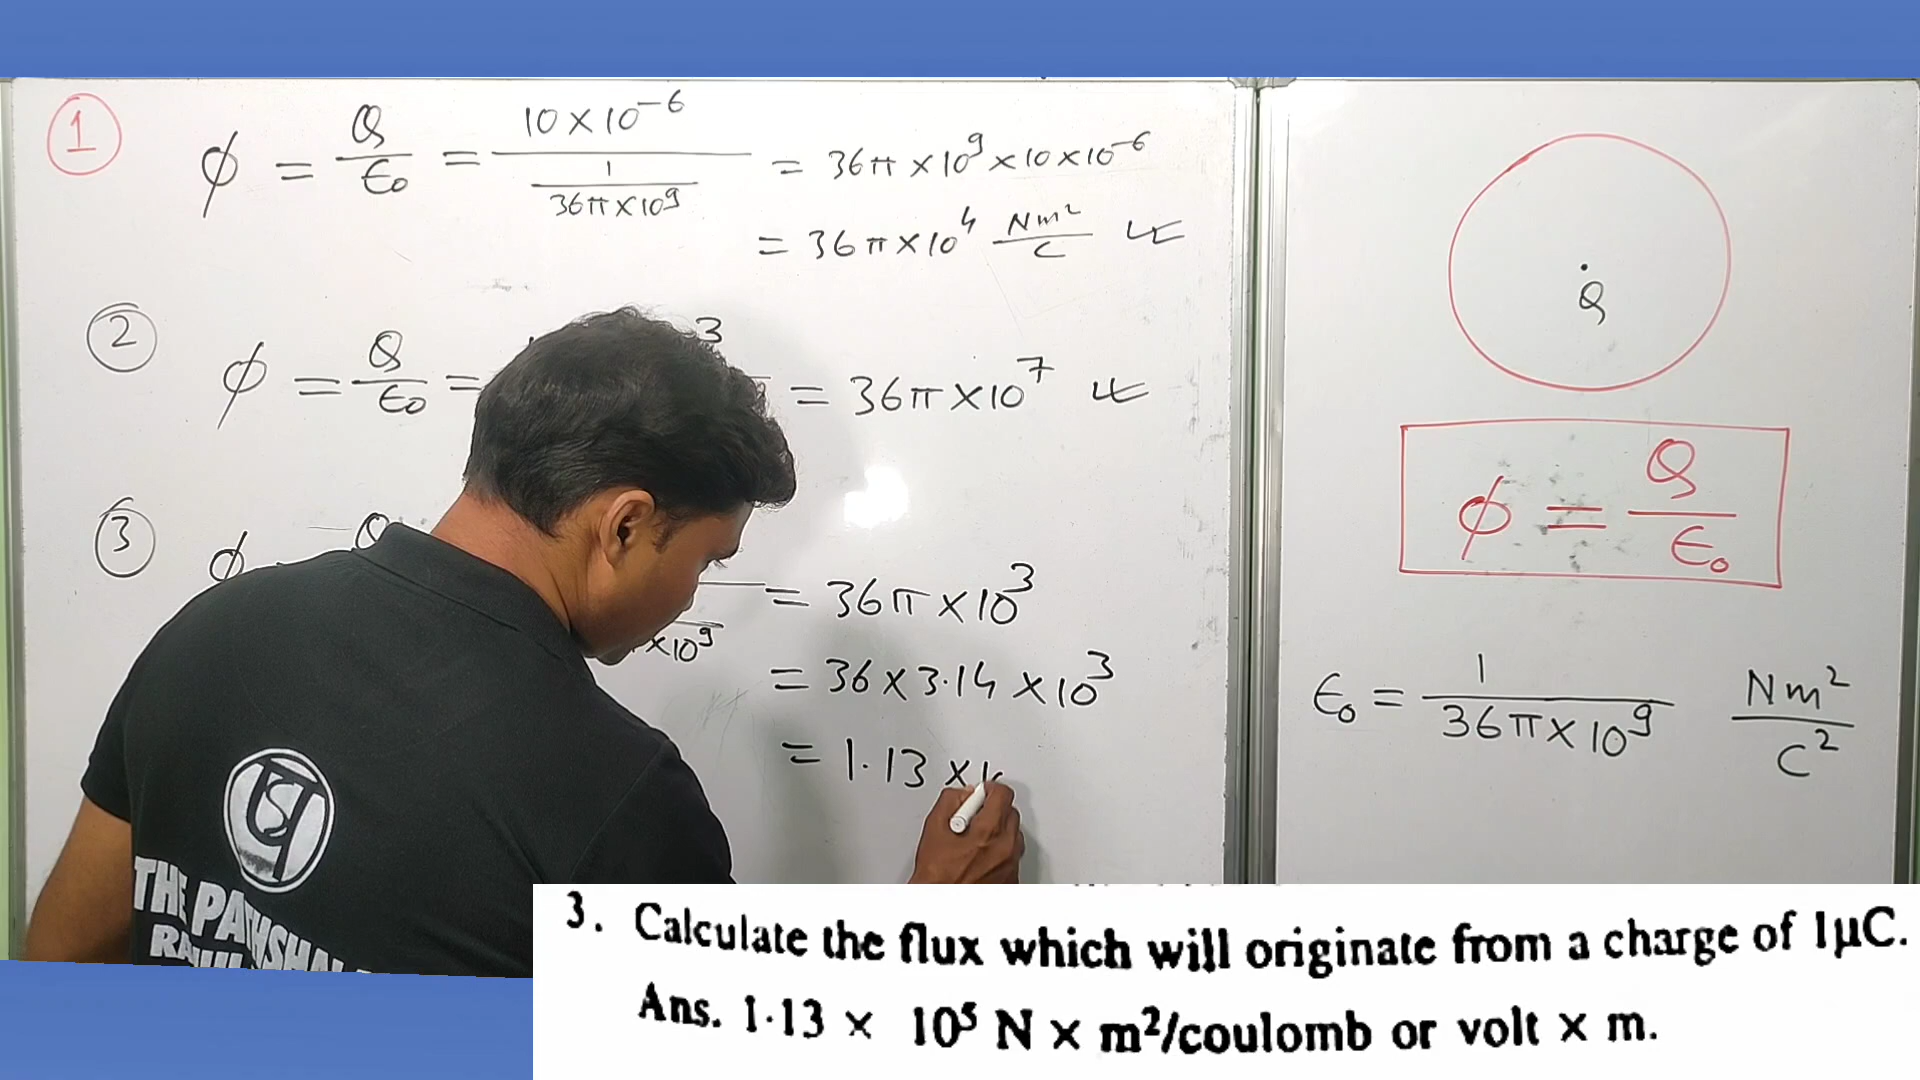 1
ϕ = Q/ϵ₀ = 10 × 10⁻⁶ / (1/36π×10⁹) = 36π × 10⁹ × 10 × 10⁻⁶
= 36π × 10⁴ Nm²/C
2
ϕ = Q/ϵ₀ = 3 = 36π × 10⁷
3
ϕ Q = 36π × 10³
×10⁹
= 36 × 3.14 × 10³
= 1.13 ×
Q
ϕ = Q/ϵ₀
ϵ₀ = 1/36π×10⁹ Nm²/C²
THE
3. Calculate the flux which will originate from a charge of 1μC.
Ans. 1·13 × 10⁵ N × m²/coulomb or volt × m.